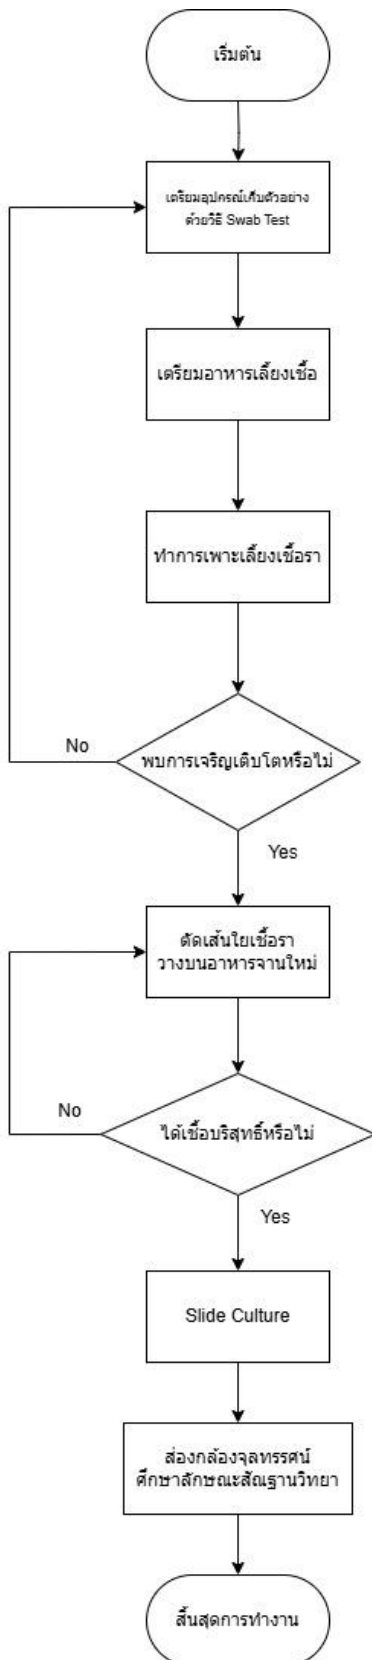 เริ่มต้น
เตรียมอุปกรณ์เก็บตัวอย่าง
ด้วยวิธี Swab Test
เตรียมอาหารเลี้ยงเชื้อ
ทำการเพาะเลี้ยงเชื้อรา
No
พบการเจริญเติบโตหรือไม่
Yes
ตัดเส้นใยเชื้อรา
วางบนอาหารจานใหม่
No
ได้เชื้อบริสุทธิ์หรือไม่
Yes
Slide Culture
ส่องกล้องจุลทรรศน์
ศึกษาลักษณะสัณฐานวิทยา
สิ้นสุดการทำงาน